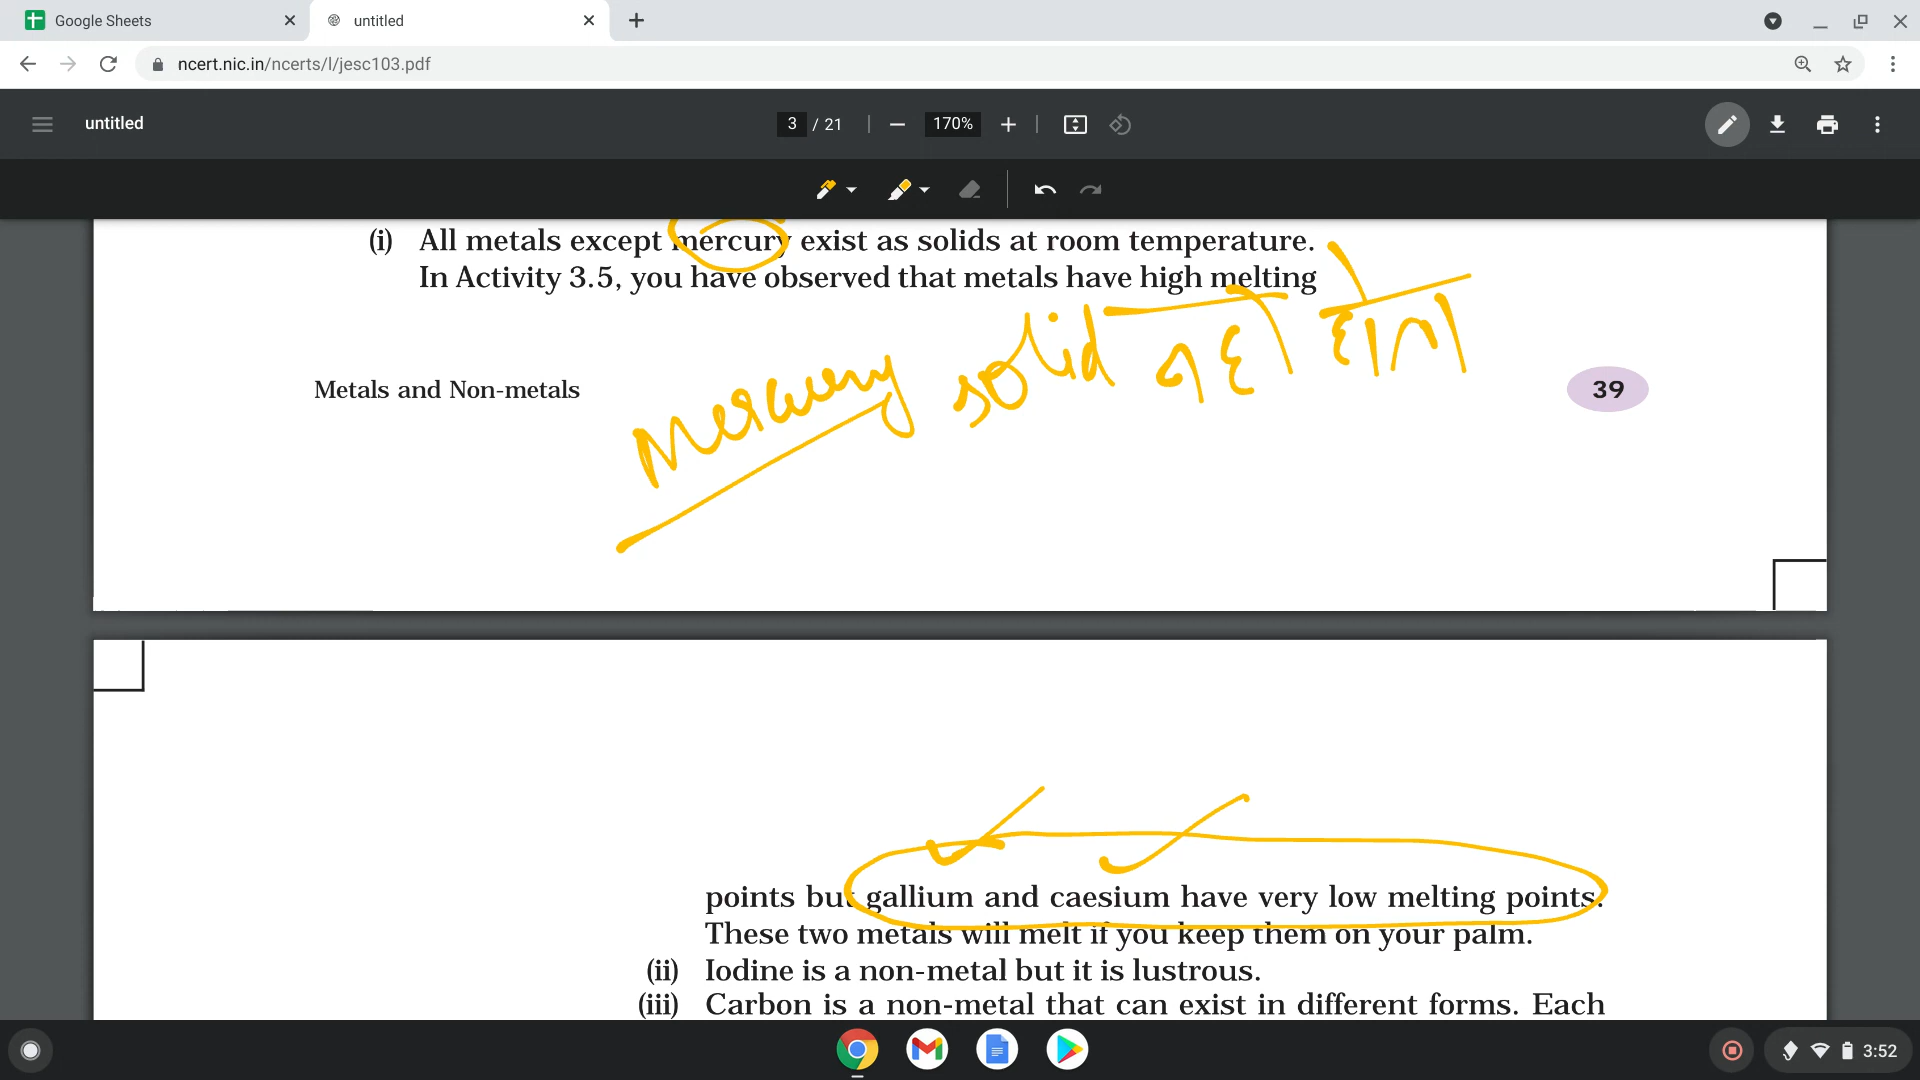 Google Sheets
untitled
ncert.nic.in/ncerts/l/jesc103.pdf
untitled
3 / 21
170%
(i) All metals except mercury exist as solids at room temperature.
In Activity 3.5, you have observed that metals have high melting
Mercury solid नही होता
Metals and Non-metals
39
points but gallium and caesium have very low melting points.
These two metals will melt if you keep them on your palm.
(ii) Iodine is a non-metal but it is lustrous.
(iii) Carbon is a non-metal that can exist in different forms. Each
3:52